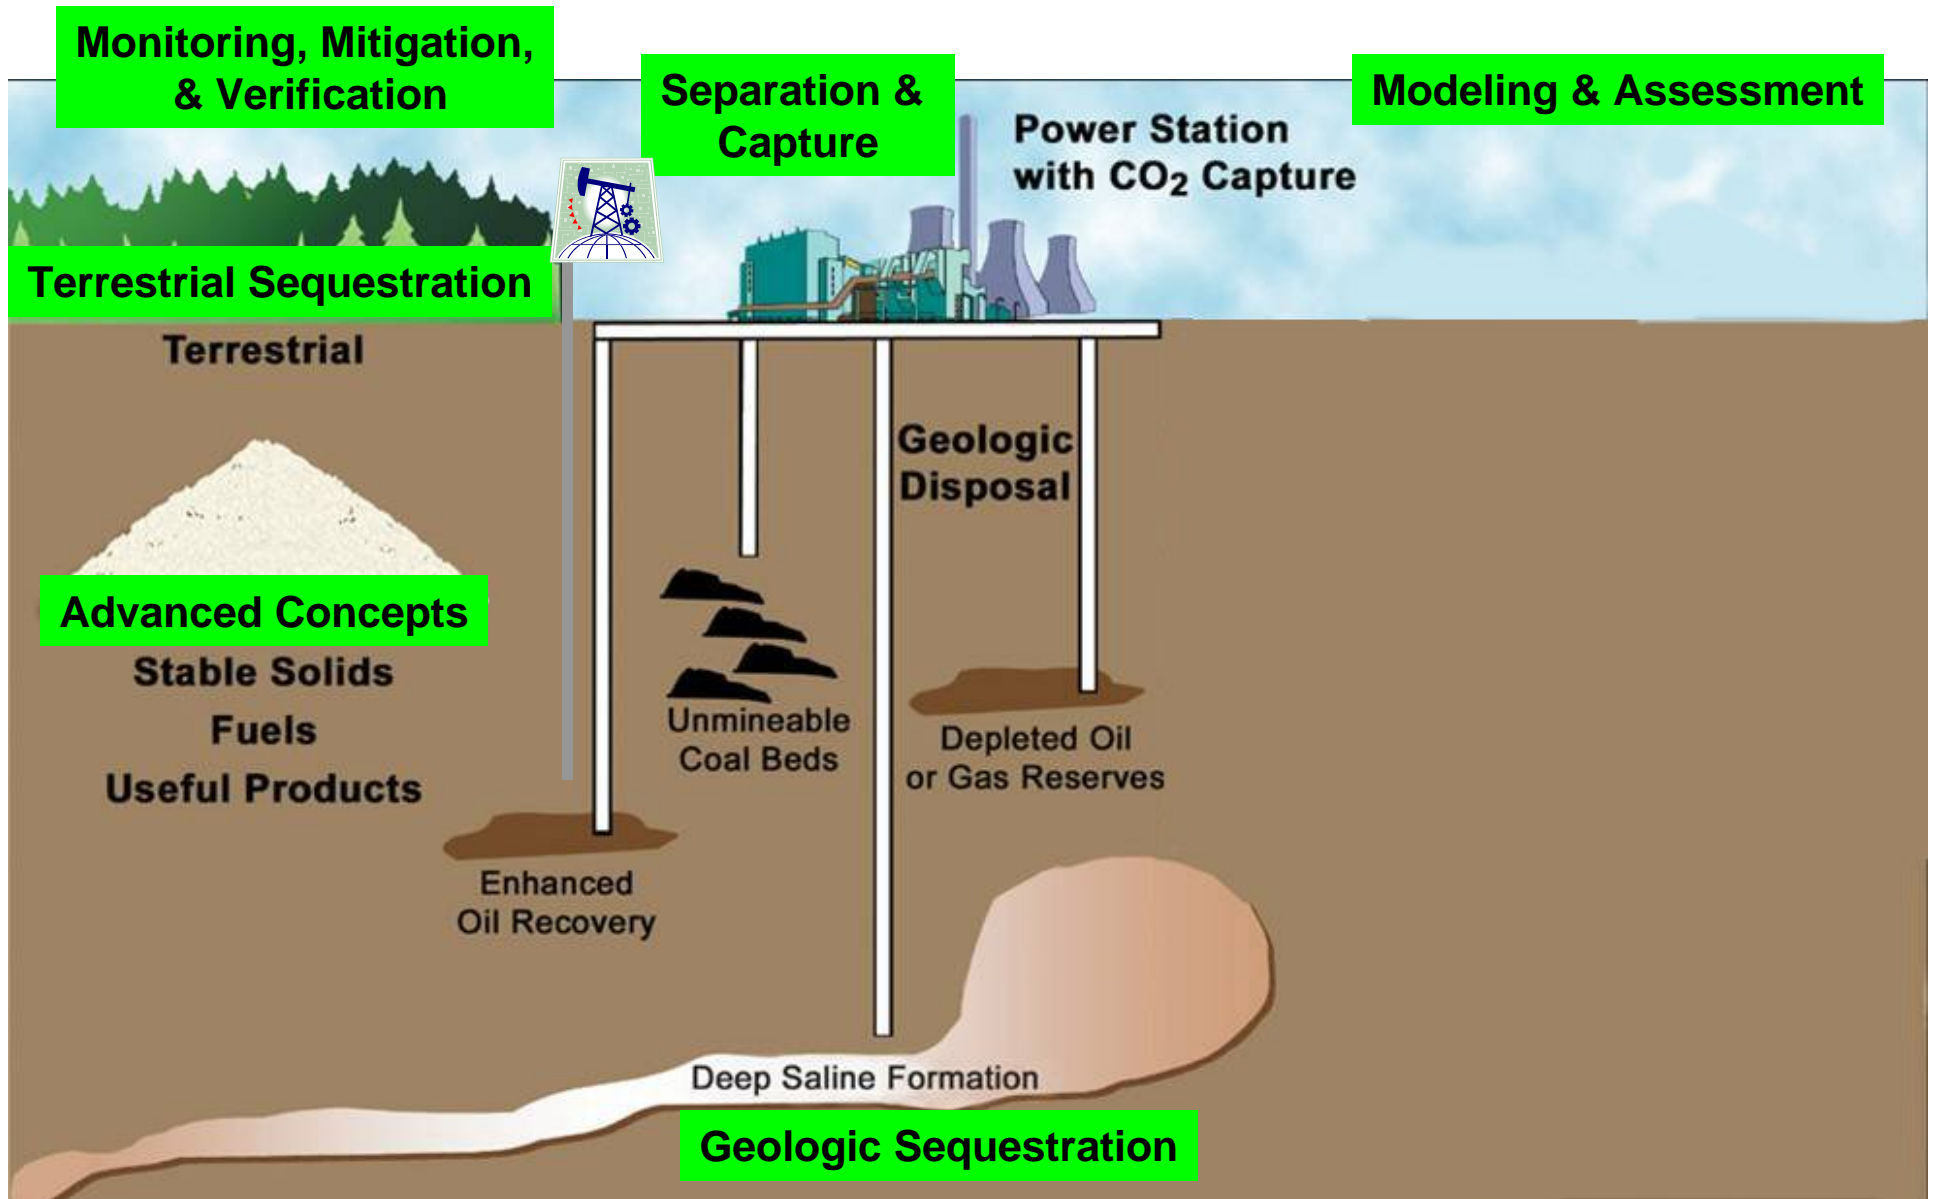 Monitoring, Mitigation,
& Verification
Separation &
Capture
Modeling & Assessment
Power Station
with CO₂ Capture
Terrestrial Sequestration
Terrestrial
Geologic
Disposal
Advanced Concepts
Stable Solids
Fuels
Useful Products
Unmineable
Coal Beds
Depleted Oil
or Gas Reserves
Enhanced
Oil Recovery
Deep Saline Formation
Geologic Sequestration